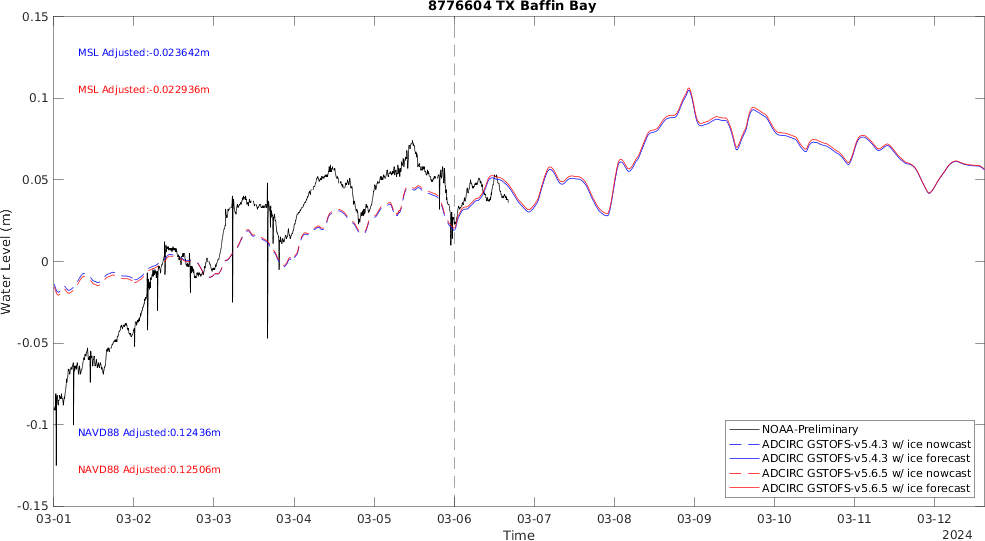 8776604 TX Baffin Bay
0.15
MSL Adjusted:-0.023642m
MSL Adjusted:-0.022936m
0.1
0.05
0
-0.05
-0.1
-0.15
Water Level (m)
NAVD88 Adjusted:0.12436m
NAVD88 Adjusted:0.12506m
NOAA-Preliminary
ADCIRC GSTOFS-v5.4.3 w/ ice nowcast
ADCIRC GSTOFS-v5.4.3 w/ ice forecast
ADCIRC GSTOFS-v5.6.5 w/ ice nowcast
ADCIRC GSTOFS-v5.6.5 w/ ice forecast
03-01 03-02 03-03 03-04 03-05 03-06 03-07 03-08 03-09 03-10 03-11 03-12
Time
2024